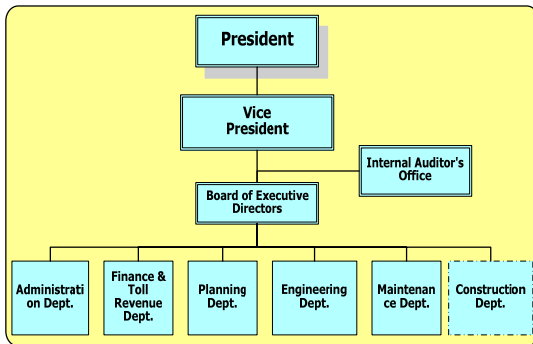 President
Vice
President
Internal Auditor's
Office
Board of Executive
Directors
Administrati
on Dept.
Finance &
Toll
Revenue
Dept.
Planning
Dept.
Engineering
Dept.
Maintenan
ce Dept.
Construction
Dept.